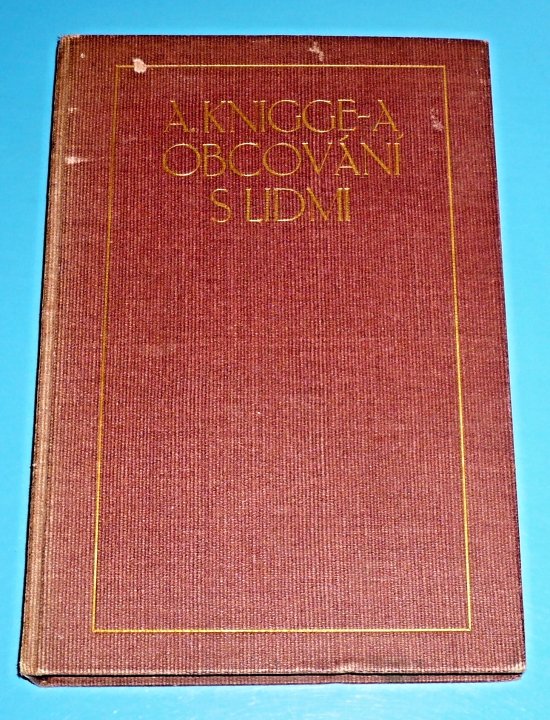 A. KNIGGE-A
OBCOVÁNÍ
S LIDMI